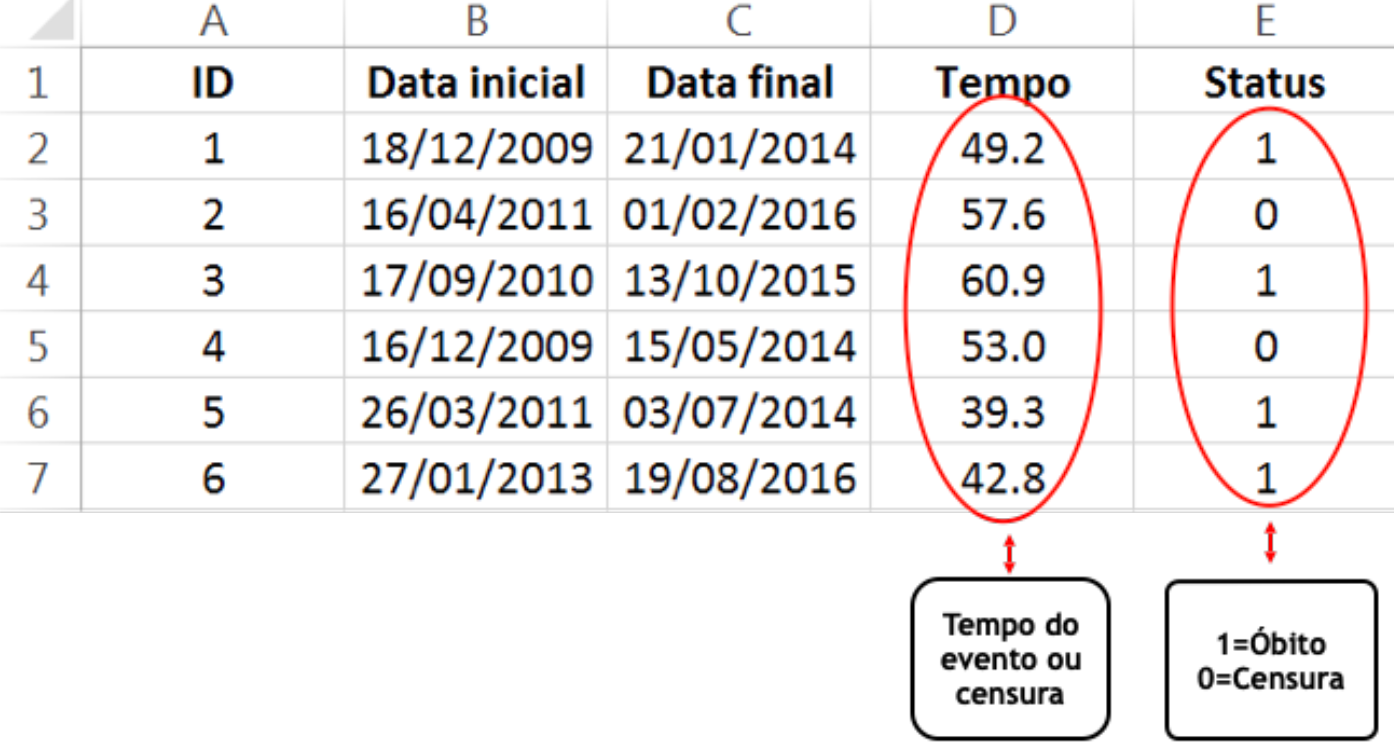 A B C D E
1 ID Data inicial Data final Tempo Status
2 1 18/12/2009 21/01/2014 49.2 1
3 2 16/04/2011 01/02/2016 57.6 0
4 3 17/09/2010 13/10/2015 60.9 1
5 4 16/12/2009 15/05/2014 53.0 0
6 5 26/03/2011 03/07/2014 39.3 1
7 6 27/01/2013 19/08/2016 42.8 1
Tempo do
evento ou
censura
1=Óbito
0=Censura